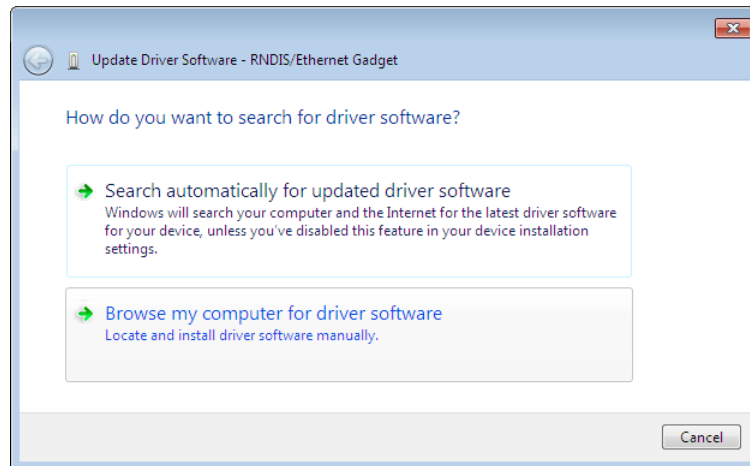 Update Driver Software - RNDIS/Ethernet Gadget
How do you want to search for driver software?
Search automatically for updated driver software
Windows will search your computer and the Internet for the latest driver software
for your device, unless you've disabled this feature in your device installation
settings.
Browse my computer for driver software
Locate and install driver software manually.
Cancel